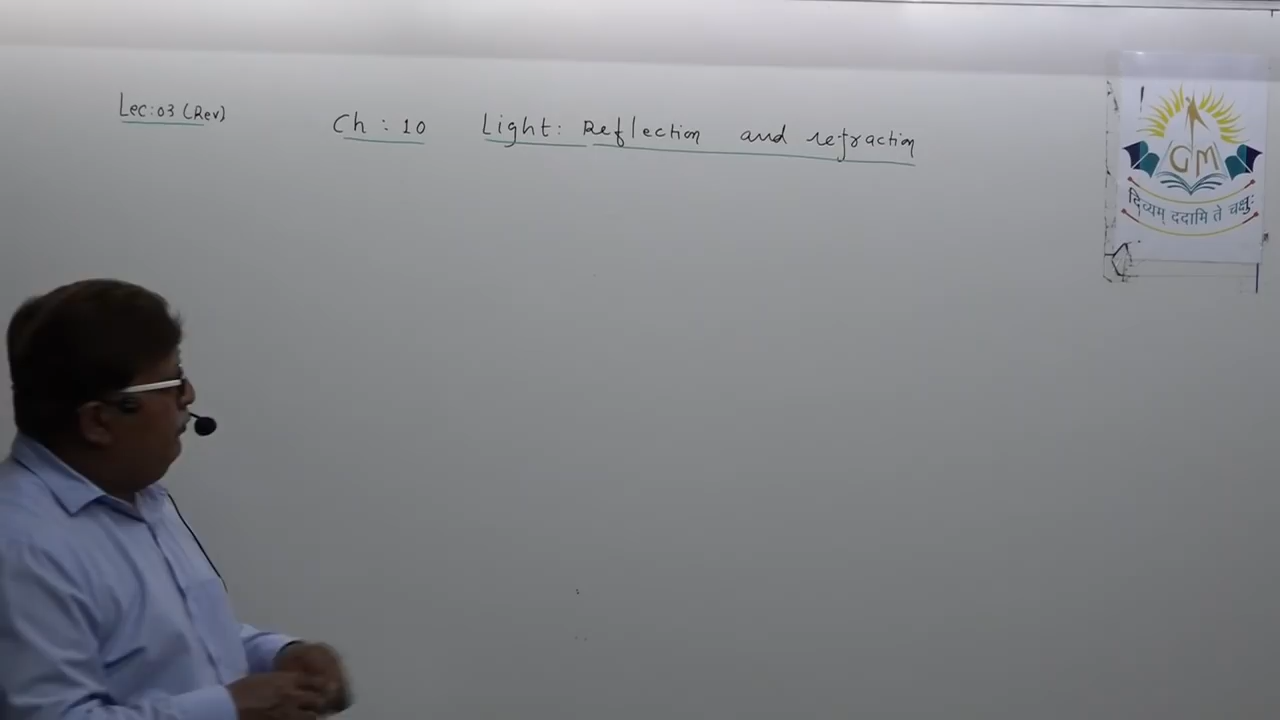 Lec:03 (Rev)
Ch : 10 Light: Reflection and refraction
GM
दिव्यम् ददामि ते चक्षुः